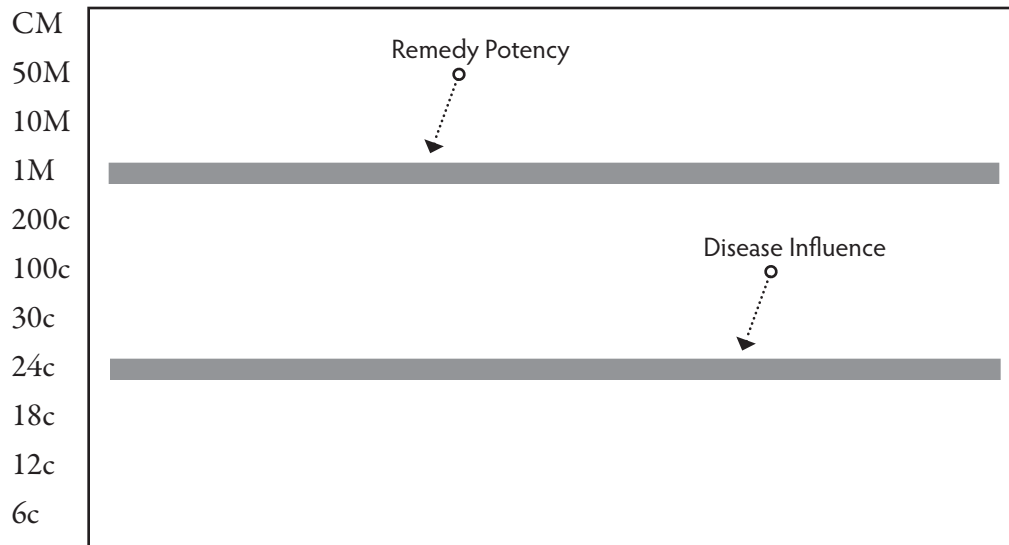 CM
Remedy Potency
50M
10M
1M
200c
Disease Influence
100c
30c
24c
18c
12c
6c